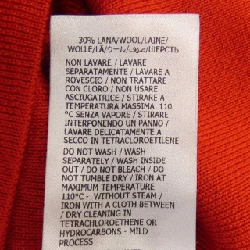 30% LANA/WOOL/LAINE/
NON LAVARE / LAVARE
SEPARATAMENTE / LAVARE A
ROVESCIO / NON TRATTARE
CON CLORO / NON USARE
ASCIUGATRICE / STIRARE A
TEMPERATURA MASSIMA 110
°C SENZA VAPORE / STIRARE
INTERPONENDO UN PANNO /
LAVARE DELICATAMENTE A
SECCO IN TETRACLOROETILENE
DO NOT WASH / WASH
SEPARATELY / WASH INSIDE
OUT / DO NOT BLEACH / DO
NOT TUMBLE DRY / IRON AT
MAXIMUM TEMPERATURE
110°C - WITHOUT STEAM /
IRON WITH A CLOTH BETWEEN
/ DRY CLEANING IN
TETRACHLOROETHENE OR
HYDROCARBONS - MILD
PROCESS